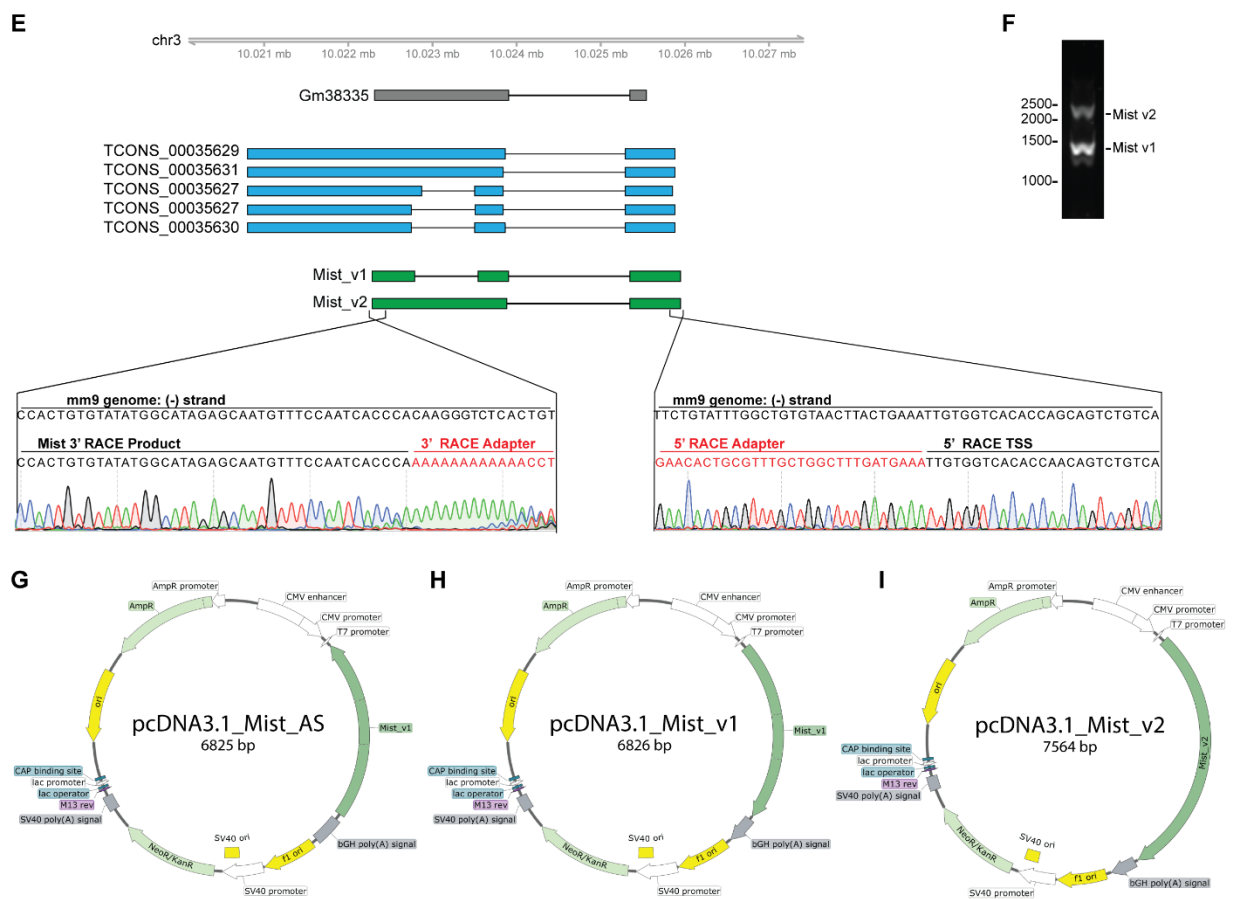 E
chr3
10.021 mb
10.022 mb
10.023 mb
10.024 mb
10.025 mb
10.026 mb
10.027 mb
Gm38335
TCONS_00035629
TCONS_00035631
TCONS_00035627
TCONS_00035627
TCONS_00035630
Mist_v1
Mist_v2
mm9 genome: (-) strand
CCACTGTGTATATGGCATAGAGCAATGTTTCCAATCACCCACAAGGGTCTCACTGT
Mist 3' RACE Product
3' RACE Adapter
CCACTGTGTATATGGCATAGAGCAATGTTTCCAATCACCCAAAAAAAAAAAAACCT
mm9 genome: (-) strand
TTCTGTATTTGGCTGTGTAACTTACTGAAATTGTGGTCACACCAGCAGTCTGTCA
5' RACE Adapter
5' RACE TSS
GAACACTGCGTTTGCTGGCTTTGATGAAATTGTGGTCACACCAACAGTCTGTCA
F
2500-
2000-
1500-
1000-
-Mist v2
-Mist v1
G
AmpR promoter
AmpR
CMV enhancer
CMV promoter
T7 promoter
ori
pcDNA3.1_Mist_AS
6825 bp
Mist_v1
CAP binding site
lac promoter
lac operator
M13 rev
SV40 poly(A) signal
NeoR/KanR
SV40 ori
SV40 promoter
f1 ori
bGH poly(A) signal
H
AmpR promoter
AmpR
CMV enhancer
CMV promoter
T7 promoter
ori
pcDNA3.1_Mist_v1
6826 bp
Mist_v1
CAP binding site
lac promoter
lac operator
M13 rev
SV40 poly(A) signal
NeoR/KanR
SV40 ori
SV40 promoter
f1 ori
bGH poly(A) signal
I
AmpR promoter
AmpR
CMV enhancer
CMV promoter
T7 promoter
ori
pcDNA3.1_Mist_v2
7564 bp
Mist_v2
CAP binding site
lac promoter
lac operator
M13 rev
SV40 poly(A) signal
NeoR/KanR
SV40 ori
SV40 promoter
f1 ori
bGH poly(A) signal